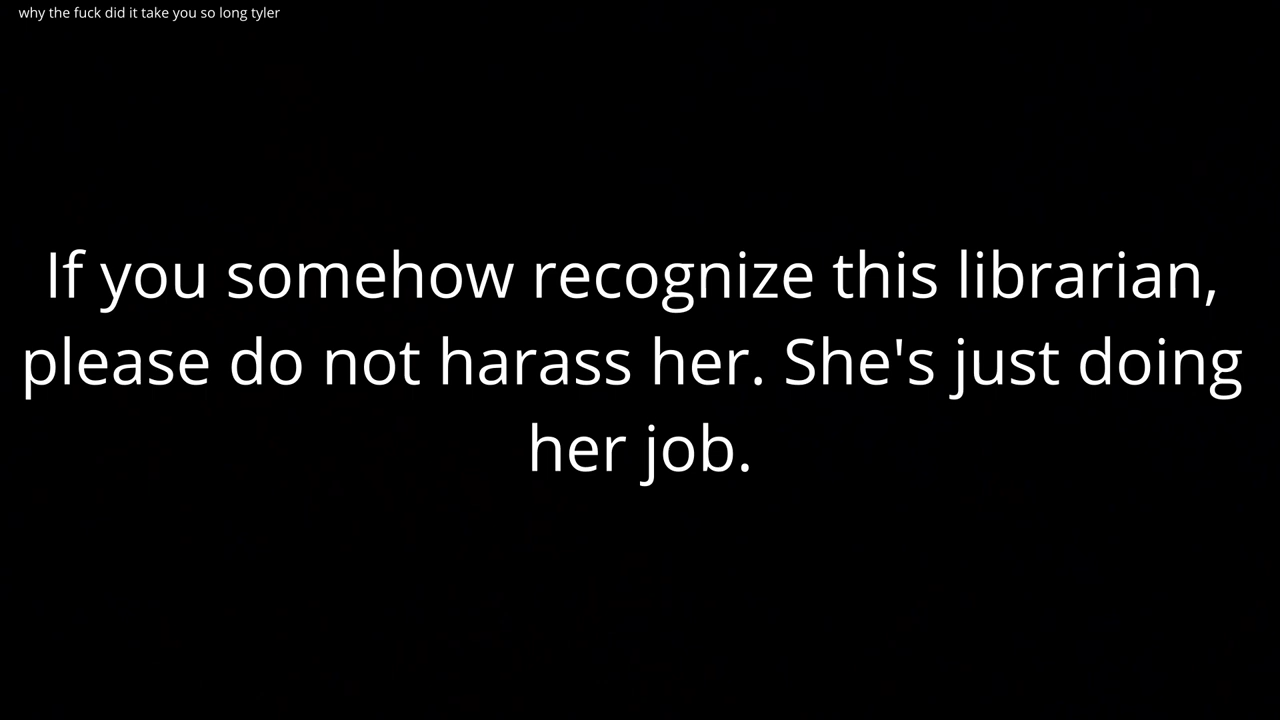 why the fuck did it take you so long tyler
If you somehow recognize this librarian,
please do not harass her. She's just doing
her job.